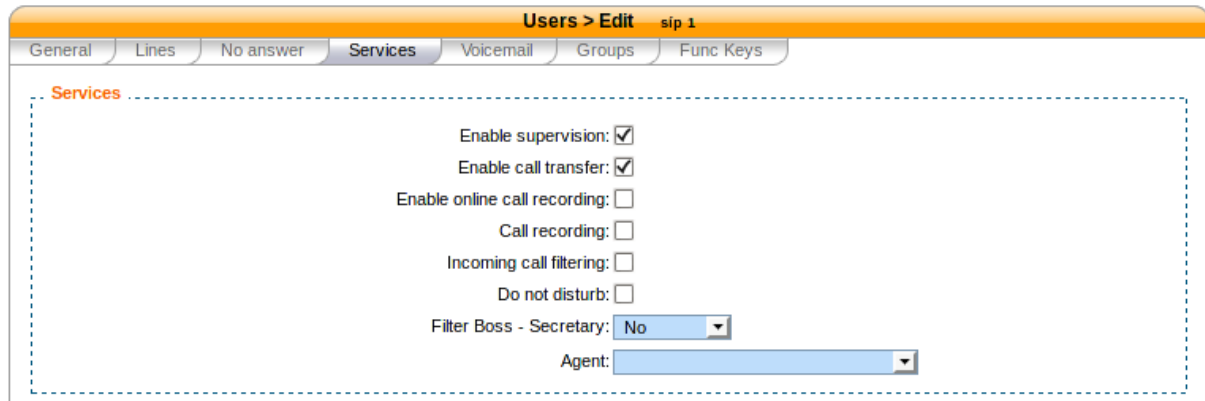 Users > Edit sip 1
General Lines No answer Services Voicemail Groups Func Keys
Services
Enable supervision:
Enable call transfer:
Enable online call recording:
Call recording:
Incoming call filtering:
Do not disturb:
Filter Boss - Secretary: No
Agent: